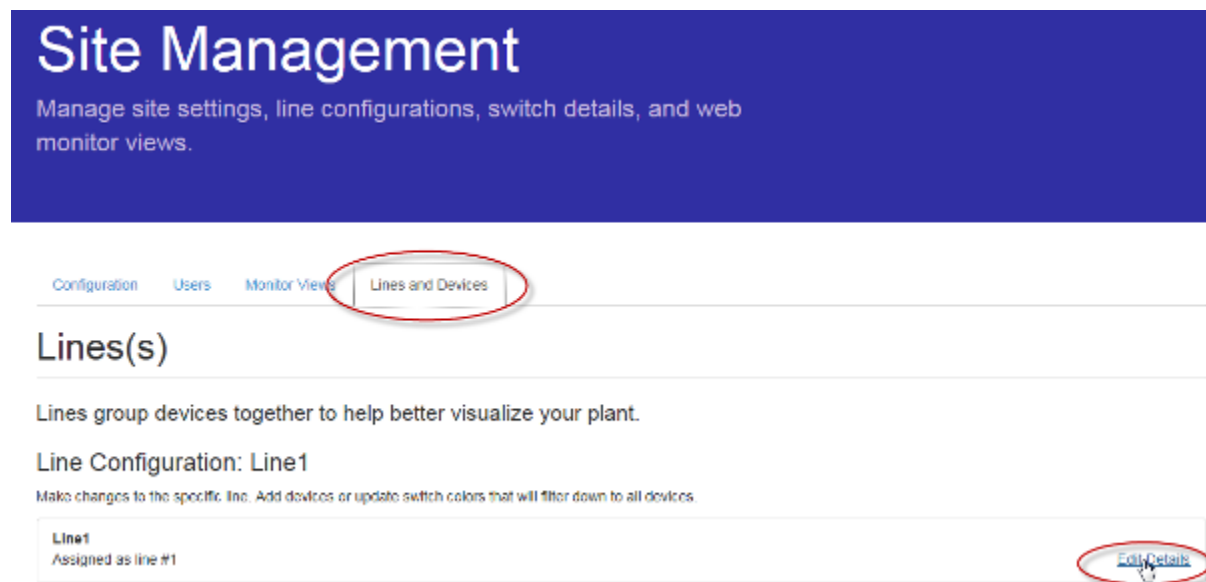 Site Management
Manage site settings, line configurations, switch details, and web
monitor views.
Configuration Users Monitor Views Lines and Devices
Lines(s)
Lines group devices together to help better visualize your plant.
Line Configuration: Line1
Make changes to the specific line. Add devices or update switch colors that will filter down to all devices.
Line1
Assigned as line #1
Edit Details